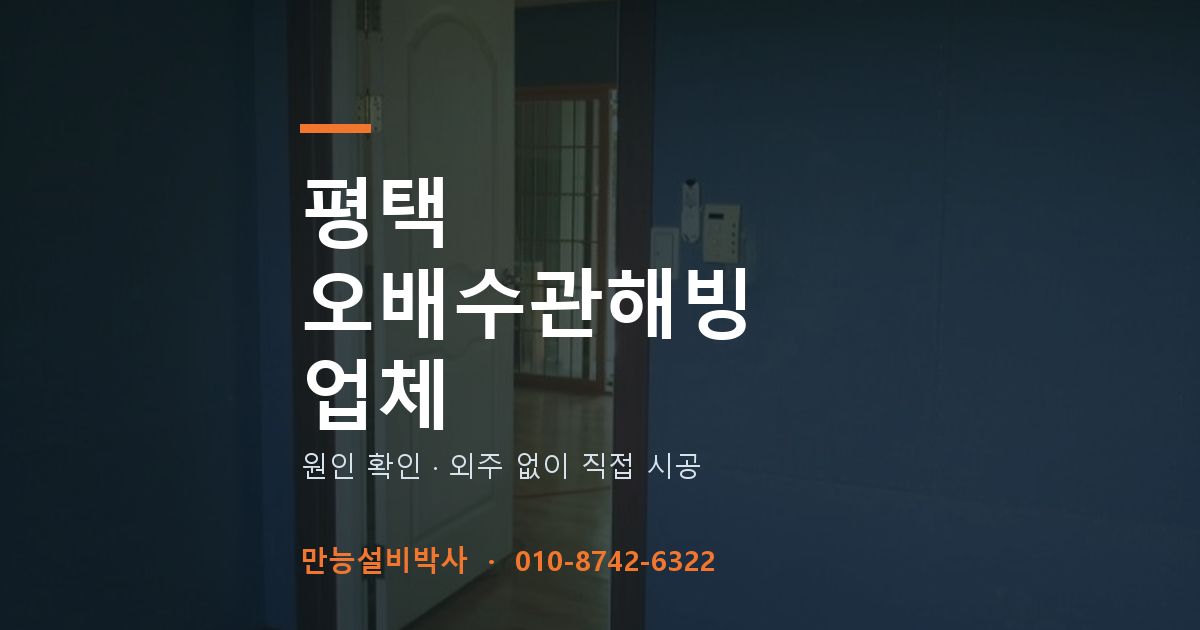 평택
오배수관해빙
업체
원인 확인 · 외주 없이 직접 시공
만능설비박사 · 010-8742-6322